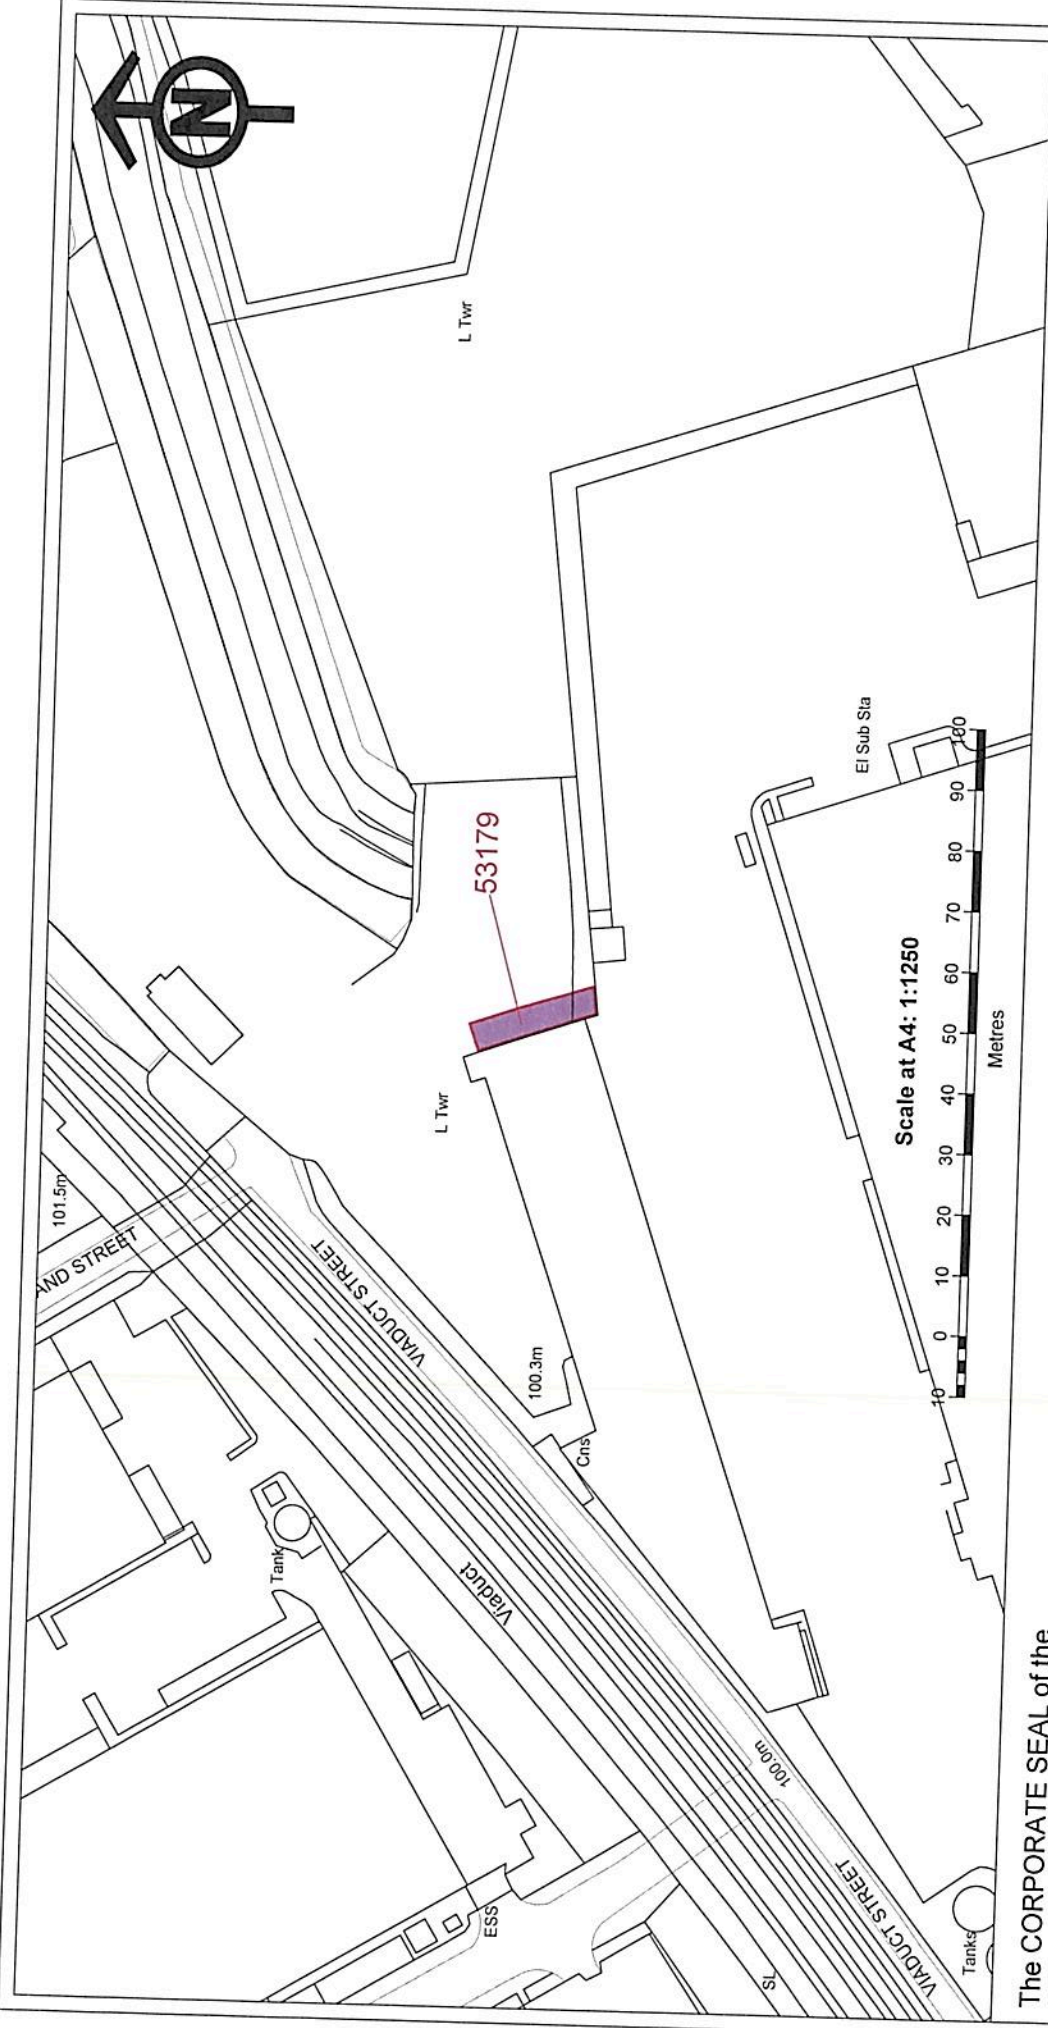 N
101.5m
AND STREET
VIADUCT STREET
L Twr
L Twr
53179
100.3m
Cns
Tank
Viaduct
100.0m
VIADUCT STREET
ESS
SL
Tanks
El Sub Sta
Scale at A4: 1:1250
10 0 10 20 30 40 50 60 70 80 90 100
Metres
The CORPORATE SEAL of the